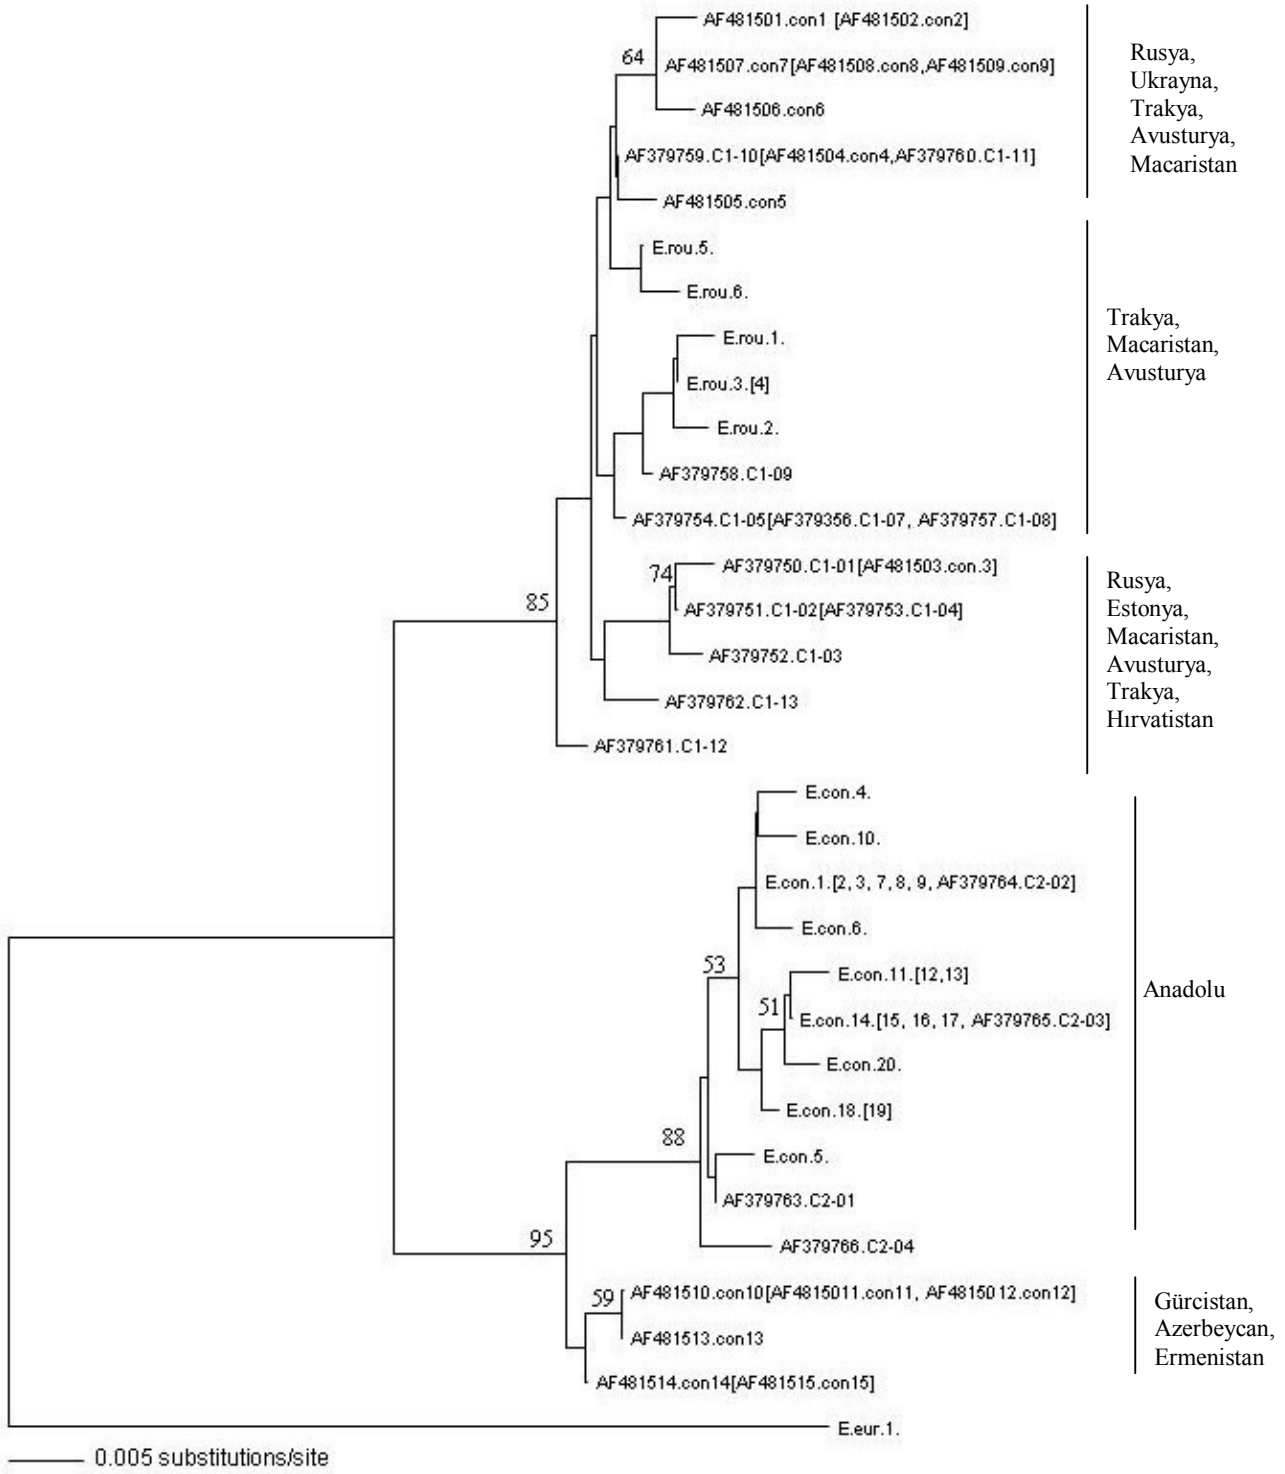 AF481501.con1 [AF481502.con2]
64
AF481507.con7[AF481508.con8,AF481509.con9]
AF481506.con6
AF379759.C1-10[AF481504.con4,AF379760.C1-11]
AF481505.con5
Rusya,
Ukrayna,
Trakya,
Avusturya,
Macaristan
E.rou.5.
E.rou.6.
E.rou.1.
E.rou.3.[4]
E.rou.2.
AF379758.C1-09
AF379754.C1-05[AF379356.C1-07, AF379757.C1-08]
Trakya,
Macaristan,
Avusturya
AF379750.C1-01[AF481503.con.3]
74
AF379751.C1-02[AF379753.C1-04]
85
AF379752.C1-03
AF379762.C1-13
AF379761.C1-12
Rusya,
Estonya,
Macaristan,
Avusturya,
Trakya,
Hırvatistan
E.con.4.
E.con.10.
E.con.1.[2, 3, 7, 8, 9, AF379764.C2-02]
E.con.6.
53
E.con.11.[12,13]
51
E.con.14.[15, 16, 17, AF379765.C2-03]
E.con.20.
E.con.18.[19]
88
E.con.5.
AF379763.C2-01
AF379766.C2-04
Anadolu
95
59
AF481510.con10[AF4815011.con11, AF4815012.con12]
AF481513.con13
AF481514.con14[AF481515.con15]
Gürcistan,
Azerbeycan,
Ermenistan
E.eur.1.
0.005 substitutions/site